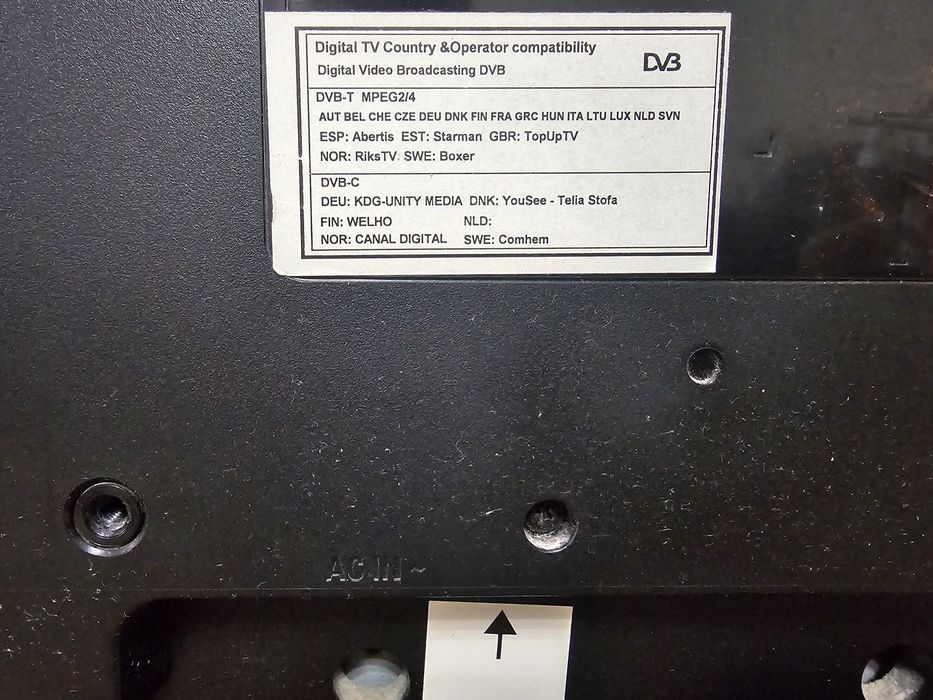 Digital TV Country &Operator compatibility
Digital Video Broadcasting DVB
DVB
DVB-T MPEG2/4
AUT BEL CHE CZE DEU DNK FIN FRA GRC HUN ITA LTU LUX NLD SVN
ESP: Abertis EST: Starman GBR: TopUpTV
NOR: RiksTV SWE: Boxer
DVB-C
DEU: KDG-UNITY MEDIA DNK: YouSee - Telia Stofa
FIN: WELHO NLD:
NOR: CANAL DIGITAL SWE: Comhem
AC IN ~